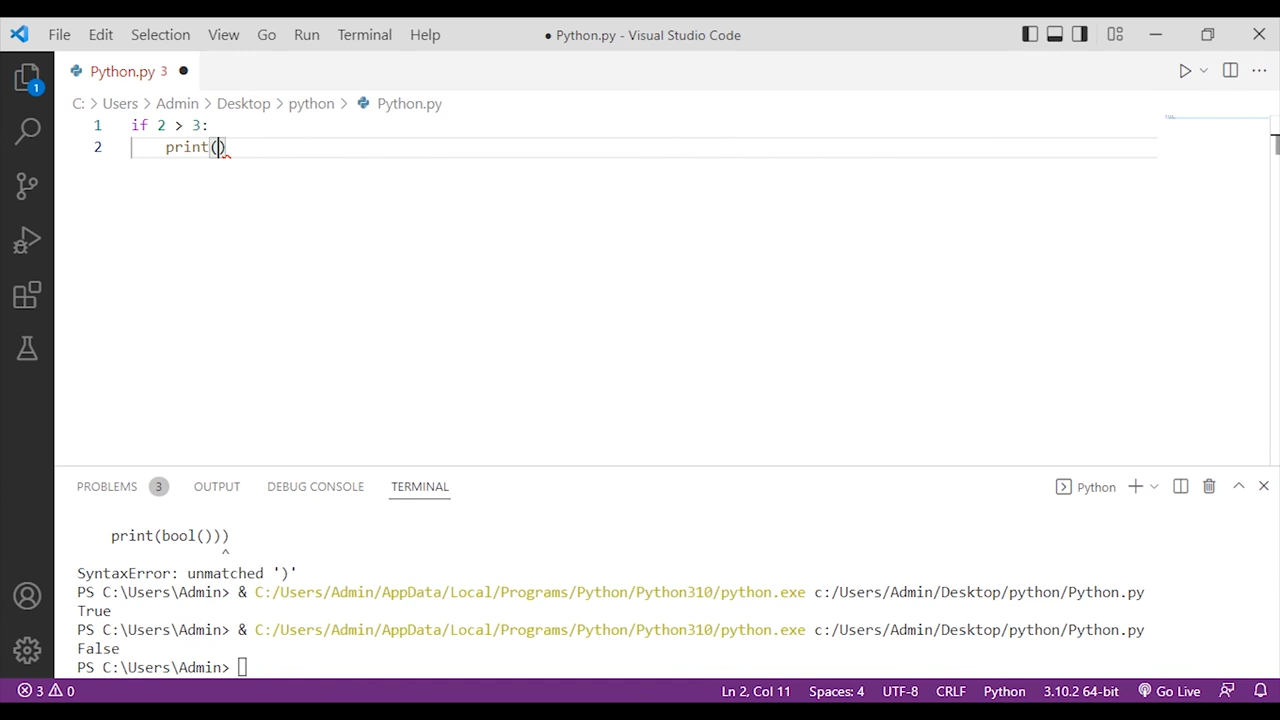 File Edit Selection View Go Run Terminal Help ● Python.py - Visual Studio Code
Python.py 3 ●
C: > Users > Admin > Desktop > python > Python.py
1 if 2 > 3:
2 print()
1
PROBLEMS 3 OUTPUT DEBUG CONSOLE TERMINAL Python
print(bool()))
^
SyntaxError: unmatched ')'
PS C:\Users\Admin> & C:/Users/Admin/AppData/Local/Programs/Python/Python310/python.exe c:/Users/Admin/Desktop/python/Python.py
True
PS C:\Users\Admin> & C:/Users/Admin/AppData/Local/Programs/Python/Python310/python.exe c:/Users/Admin/Desktop/python/Python.py
False
PS C:\Users\Admin>
3 0 Ln 2, Col 11 Spaces: 4 UTF-8 CRLF Python 3.10.2 64-bit Go Live